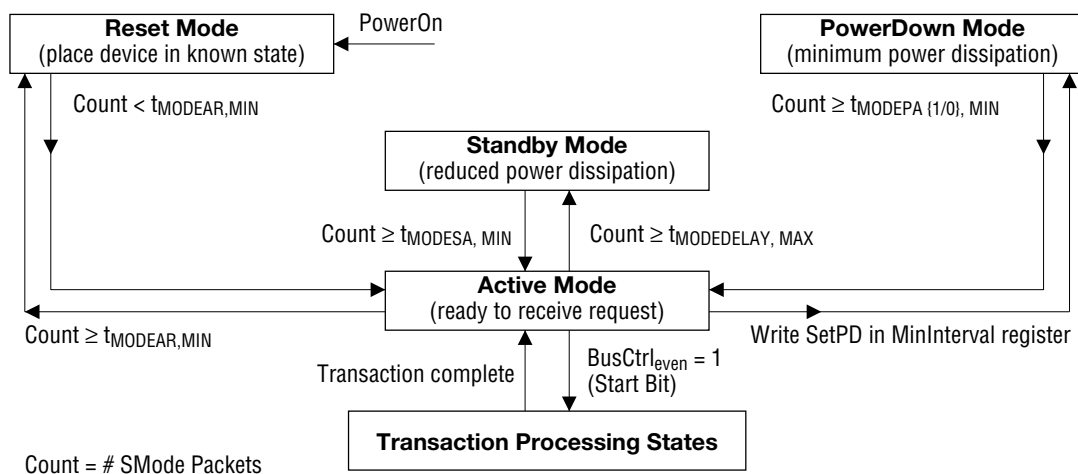 Reset Mode
(place device in known state)
PowerOn
PowerDown Mode
(minimum power dissipation)
Count < tMODEAR,MIN
Count ≥ tMODEPA {1/0}, MIN
Standby Mode
(reduced power dissipation)
Count ≥ tMODESA, MIN
Count ≥ tMODEDELAY, MAX
Active Mode
(ready to receive request)
Count ≥ tMODEAR,MIN
Write SetPD in MinInterval register
Transaction complete
BusCtrleven = 1
(Start Bit)
Transaction Processing States
Count = # SMode Packets